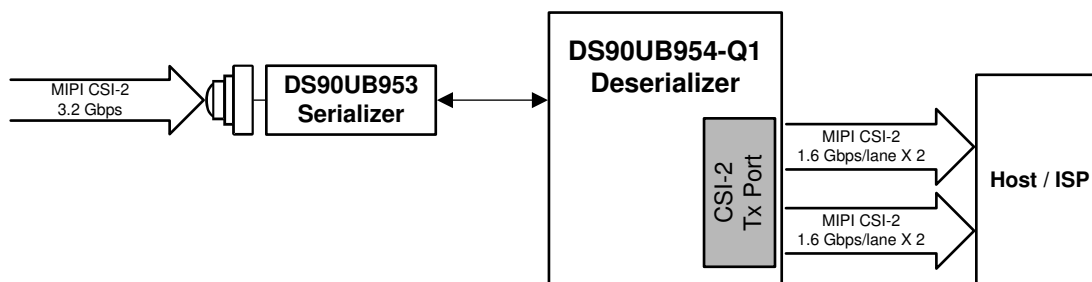 MIPI CSI-2
3.2 Gbps
DS90UB953
Serializer
DS90UB954-Q1
Deserializer
CSI-2
Tx Port
MIPI CSI-2
1.6 Gbps/lane X 2
MIPI CSI-2
1.6 Gbps/lane X 2
Host / ISP